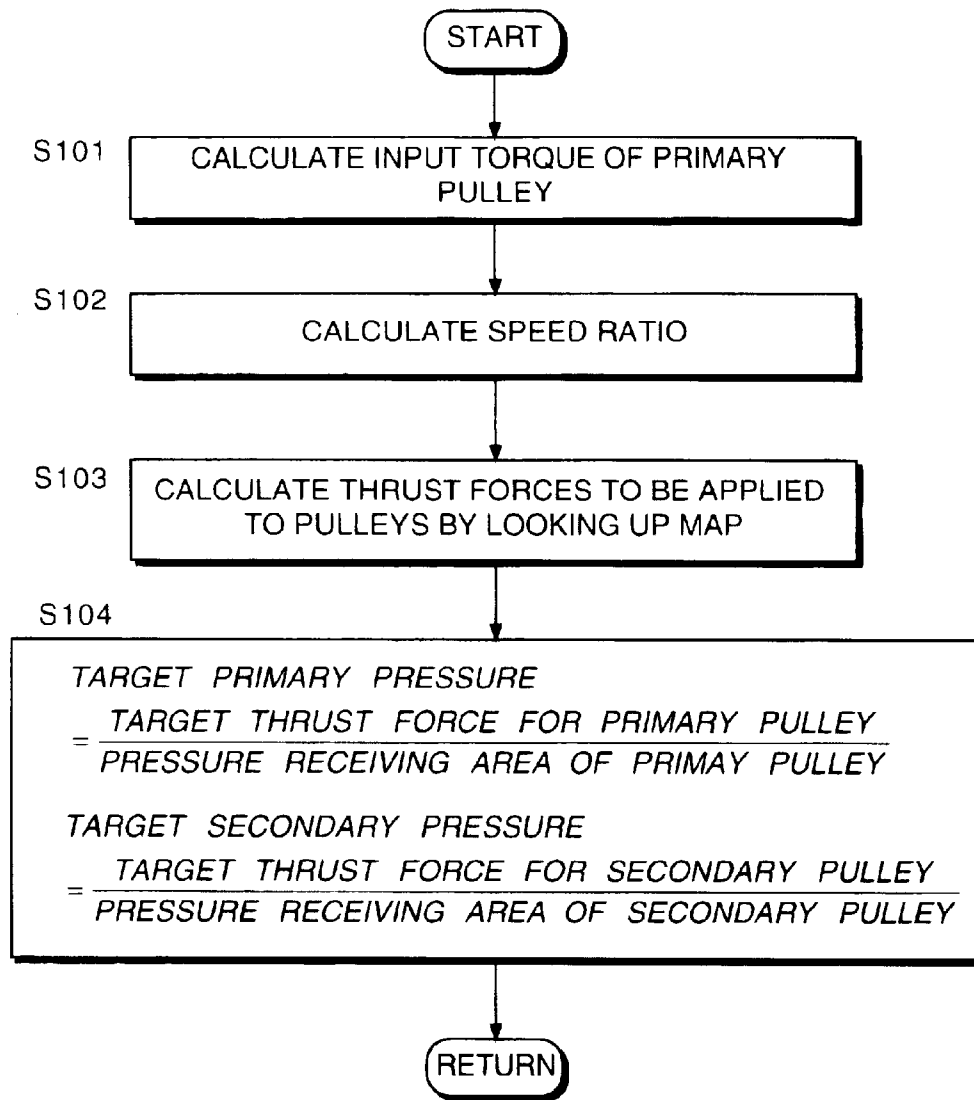 START
S101
CALCULATE INPUT TORQUE OF PRIMARY
PULLEY
S102
CALCULATE SPEED RATIO
S103
CALCULATE THRUST FORCES TO BE APPLIED
TO PULLEYS BY LOOKING UP MAP
S104
TARGET PRIMARY PRESSURE
= TARGET THRUST FORCE FOR PRIMARY PULLEY
PRESSURE RECEIVING AREA OF PRIMAY PULLEY
TARGET SECONDARY PRESSURE
= TARGET THRUST FORCE FOR SECONDARY PULLEY
PRESSURE RECEIVING AREA OF SECONDARY PULLEY
RETURN